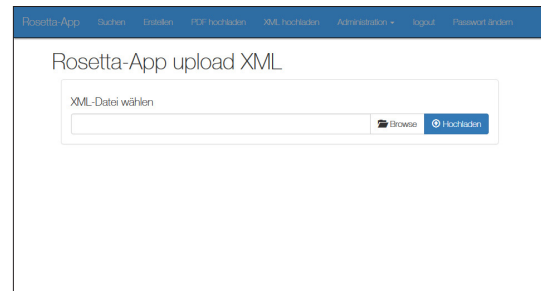 Rosetta-App Suchen Erstellen PDF hochladen XML hochladen Administration logout Passwort ändern
Rosetta-App upload XML
XML-Datei wählen
Browse Hochladen